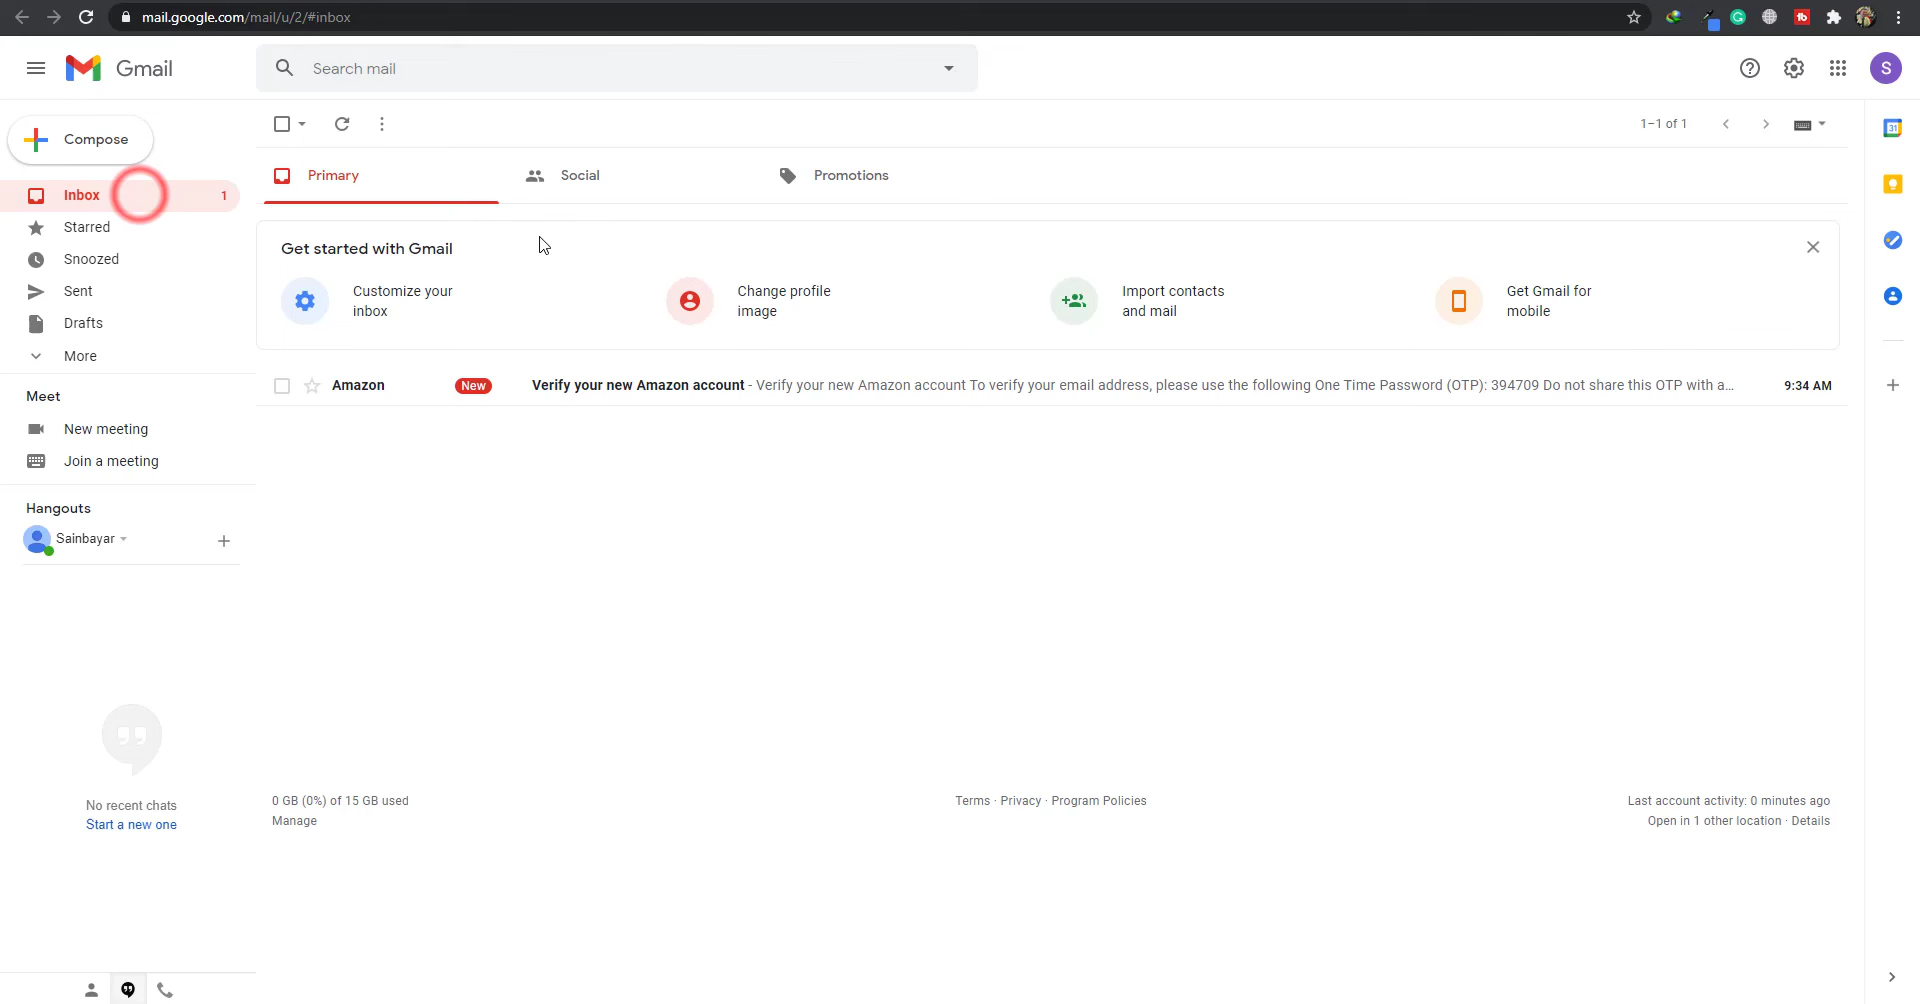 mail.google.com/mail/u/2/#inbox
Gmail
Search mail
S
Compose
1–1 of 1
31
Inbox 1
Primary
Social
Promotions
Starred
Snoozed
Sent
Drafts
More
Get started with Gmail
Customize your
inbox
Change profile
image
Import contacts
and mail
Get Gmail for
mobile
Amazon New Verify your new Amazon account - Verify your new Amazon account To verify your email address, please use the following One Time Password (OTP): 394709 Do not share this OTP with a… 9:34 AM
Meet
New meeting
Join a meeting
Hangouts
Sainbayar
No recent chats
Start a new one
0 GB (0%) of 15 GB used
Manage
Terms · Privacy · Program Policies
Last account activity: 0 minutes ago
Open in 1 other location · Details